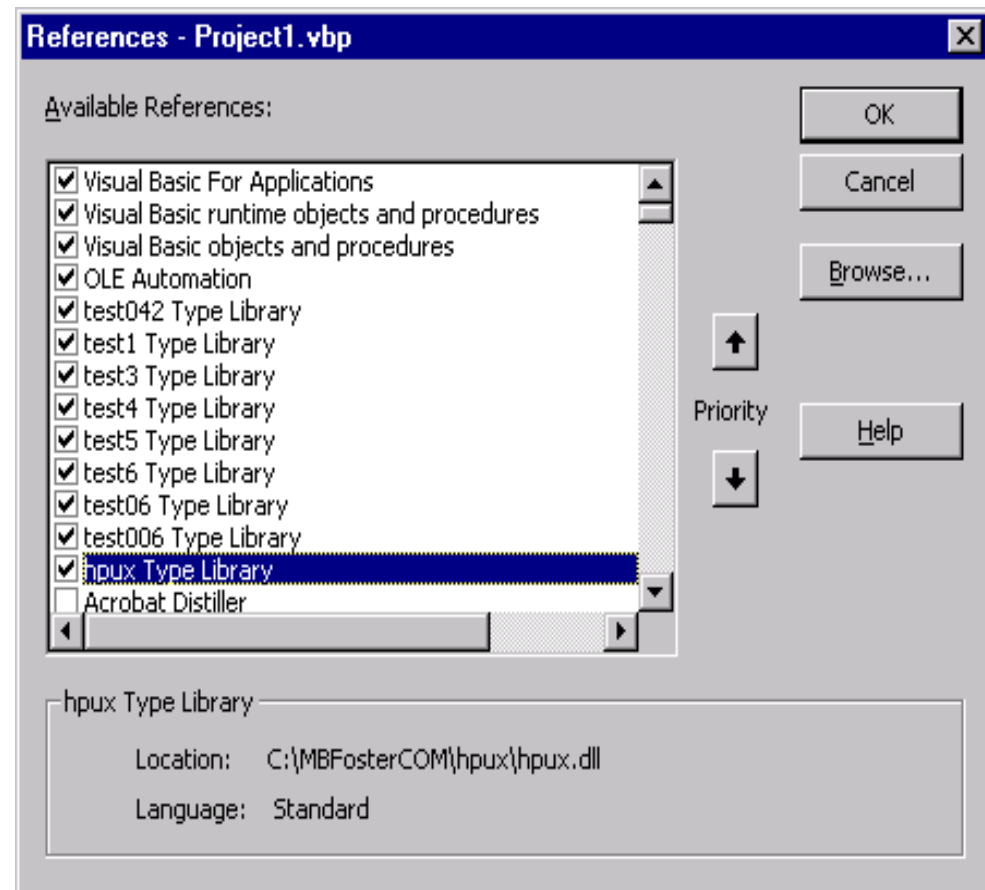 References - Project1.vbp
Available References:
OK
Cancel
Browse...
Priority
Help
Visual Basic For Applications
Visual Basic runtime objects and procedures
Visual Basic objects and procedures
OLE Automation
test042 Type Library
test1 Type Library
test3 Type Library
test4 Type Library
test5 Type Library
test6 Type Library
test06 Type Library
test006 Type Library
hpux Type Library
Acrobat Distiller
hpux Type Library
Location: C:\MBFosterCOM\hpux\hpux.dll
Language: Standard